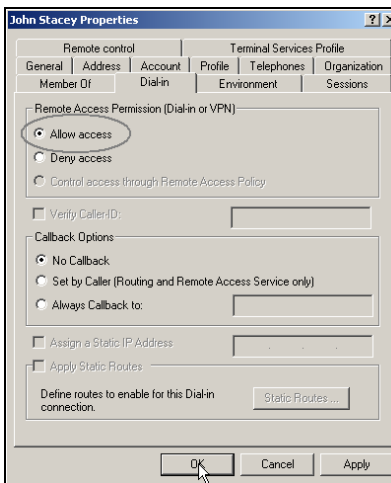 John Stacey Properties
Remote control Terminal Services Profile
General Address Account Profile Telephones Organization
Member Of Dial-in Environment Sessions
Remote Access Permission (Dial-in or VPN)
Allow access
Deny access
Control access through Remote Access Policy
Verify Caller-ID:
Callback Options
No Callback
Set by Caller (Routing and Remote Access Service only)
Always Callback to:
Assign a Static IP Address
Apply Static Routes
Define routes to enable for this Dial-in
connection.
Static Routes ...
OK Cancel Apply